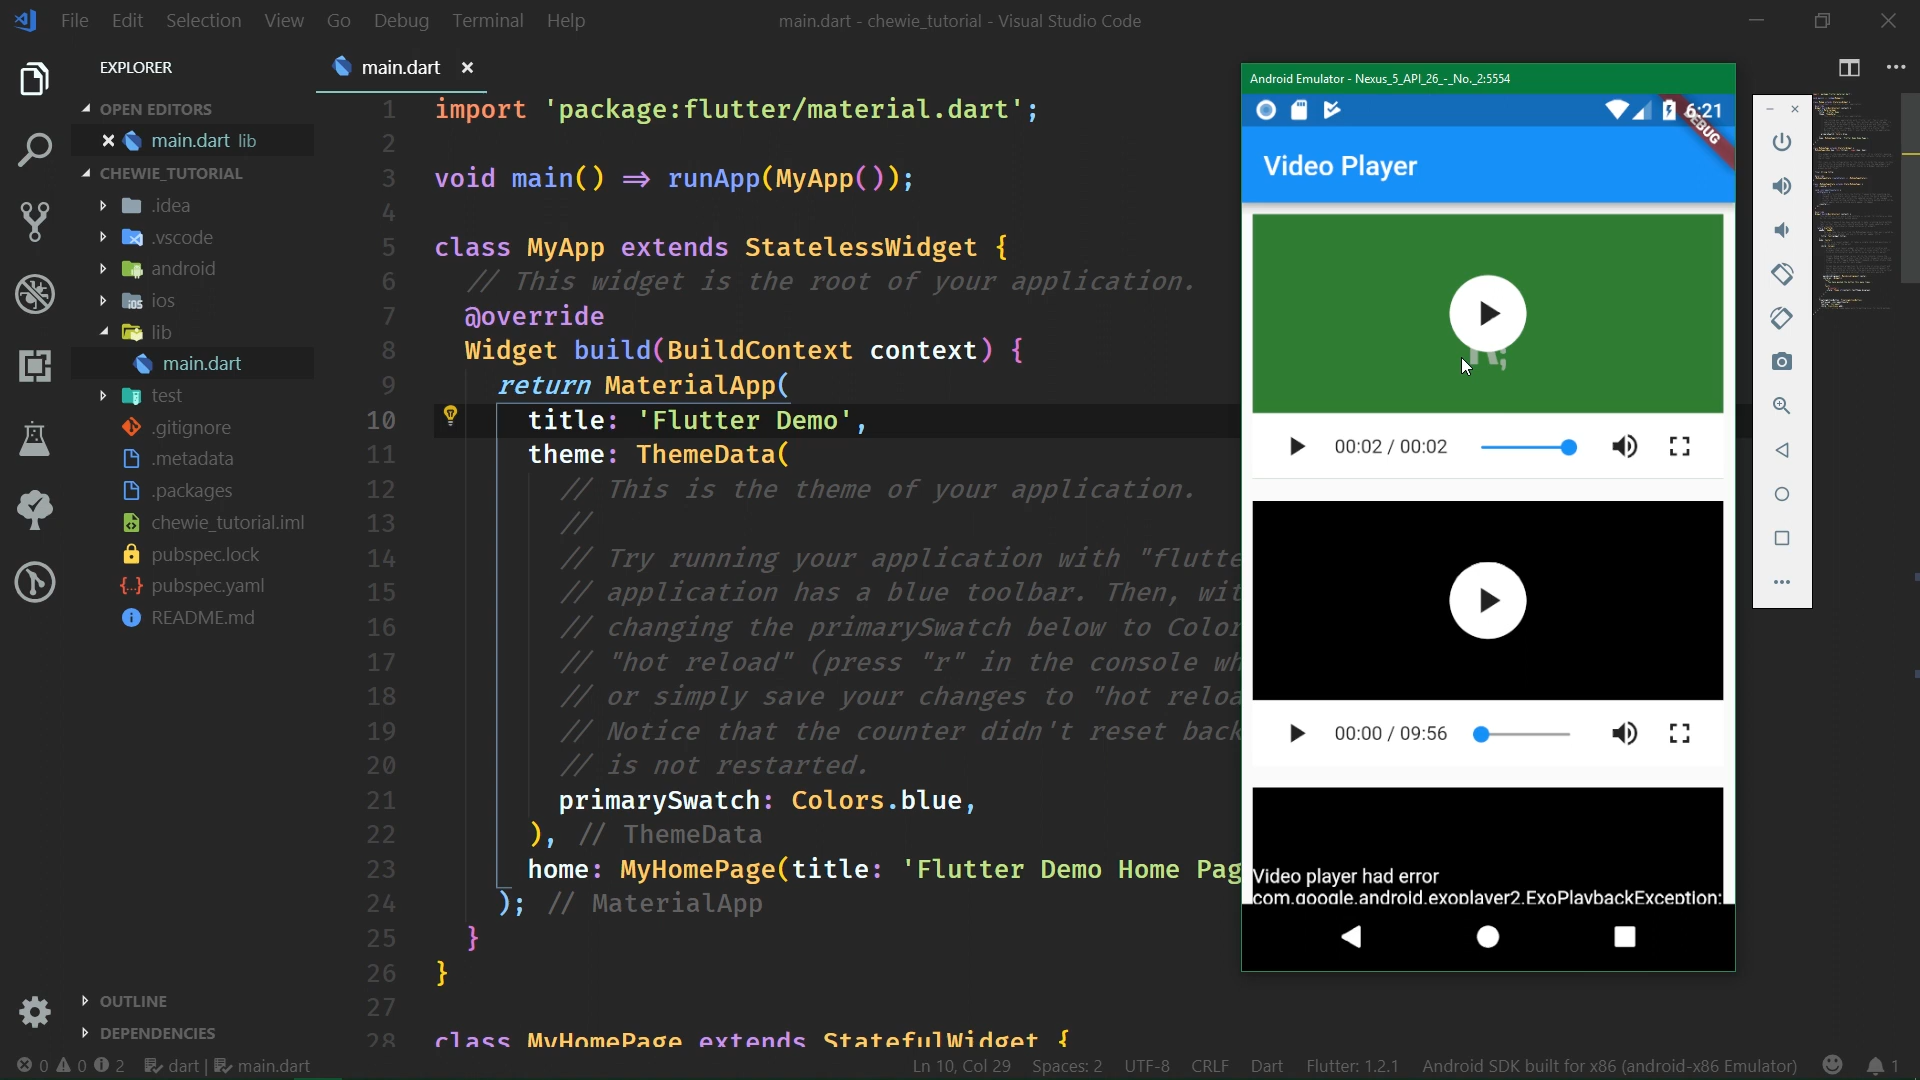 File Edit Selection View Go Debug Terminal Help
main.dart - chewie_tutorial - Visual Studio Code
EXPLORER
OPEN EDITORS
main.dart lib
CHEWIE_TUTORIAL
.idea
.vscode
android
ios
lib
main.dart
test
.gitignore
.metadata
.packages
chewie_tutorial.iml
pubspec.lock
pubspec.yaml
README.md
OUTLINE
DEPENDENCIES
main.dart
1 import 'package:flutter/material.dart';
2
3 void main() => runApp(MyApp());
4
5 class MyApp extends StatelessWidget {
6 // This widget is the root of your application.
7 @override
8 Widget build(BuildContext context) {
9 return MaterialApp(
10 title: 'Flutter Demo',
11 theme: ThemeData(
12 // This is the theme of your application.
13 //
14 // Try running your application with "flutte
15 // application has a blue toolbar. Then, wit
16 // changing the primarySwatch below to Color
17 // "hot reload" (press "r" in the console wh
18 // or simply save your changes to "hot reloa
19 // Notice that the counter didn't reset back
20 // is not restarted.
21 primarySwatch: Colors.blue,
22 ), // ThemeData
23 home: MyHomePage(title: 'Flutter Demo Home Pag
24 ); // MaterialApp
25 }
26 }
27
28 class MyHomePage extends StatefulWidget {
Android Emulator - Nexus_5_API_26_-_No._2:5554
6:21
DEBUG
Video Player
R;
00:02 / 00:02
00:00 / 09:56
Video player had error
com.google.android.exoplayer2.ExoPlaybackException:
0 0 2 dart | main.dart
Ln 10, Col 29 Spaces: 2 UTF-8 CRLF Dart Flutter: 1.2.1 Android SDK built for x86 (android-x86 Emulator) 1